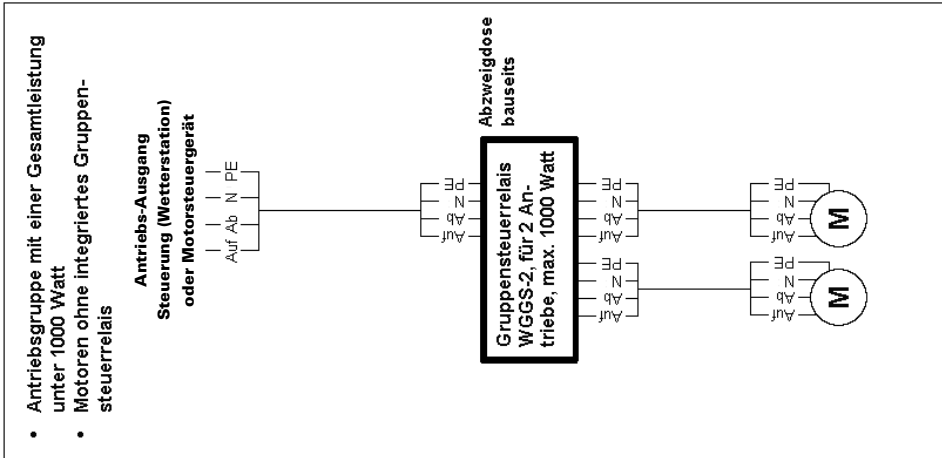 • Antriebsgruppe mit einer Gesamtleistung
unter 1000 Watt
• Motoren ohne integriertes Gruppen-
steuerrelais
Antriebs-Ausgang
Steuerung (Wetterstation)
oder Motorsteuergerät
Auf Ab N PE
Auf Ab N PE
Abzweigdose
bauseits
Gruppensteuerrelais
WGGS-2, für 2 An-
triebe, max. 1000 Watt
Auf Ab N PE
Auf Ab N PE
Auf Ab N PE
Auf Ab N PE
M
M